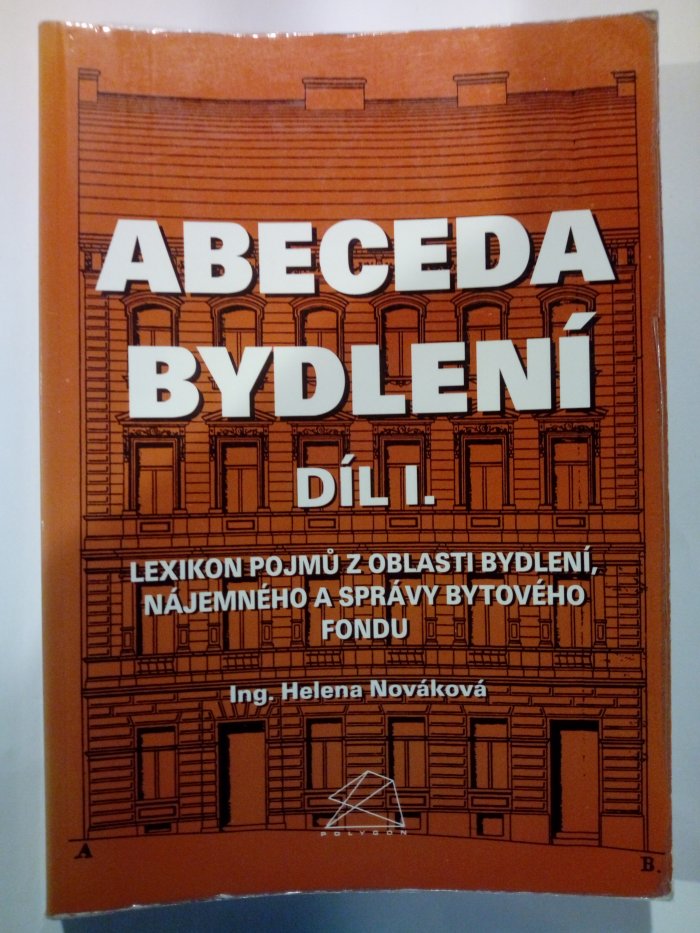 ABECEDA
BYDLENÍ
DÍL I.
LEXIKON POJMŮ Z OBLASTI BYDLENÍ,
NÁJEMNÉHO A SPRÁVY BYTOVÉHO
FONDU
Ing. Helena Nováková
POLYGON
A B.